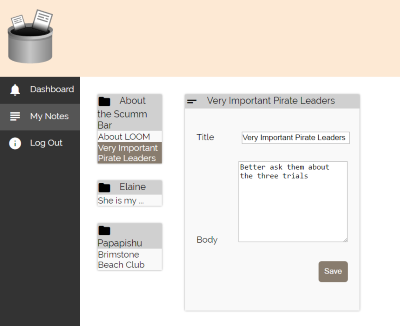 Dashboard
My Notes
Log Out
About
the Scumm
Bar
About LOOM
Very Important
Pirate Leaders
Elaine
She is my ...
Papapishu
Brimstone
Beach Club
Very Important Pirate Leaders
Title
Very Important Pirate Leaders
Better ask them about
the three trials
Body
Save